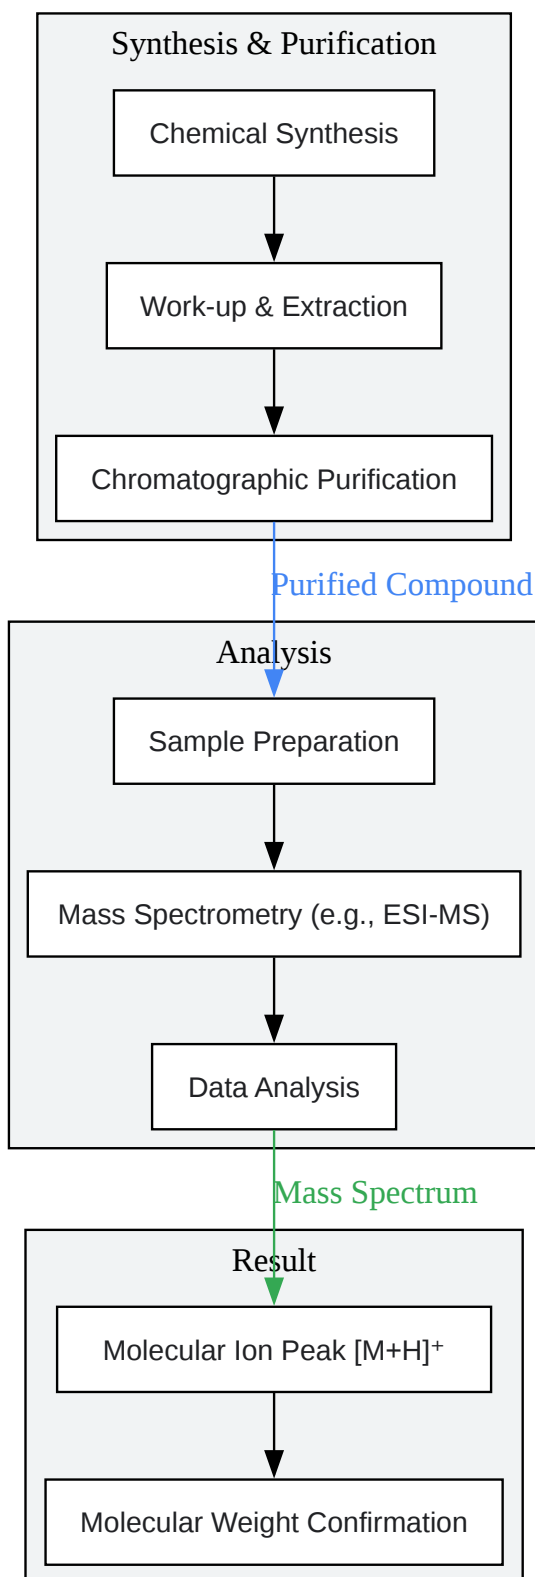 Synthesis & Purification
Chemical Synthesis
Work-up & Extraction
Chromatographic Purification
Purified Compound
Analysis
Sample Preparation
Mass Spectrometry (e.g., ESI-MS)
Data Analysis
Mass Spectrum
Result
Molecular Ion Peak [M+H]⁺
Molecular Weight Confirmation